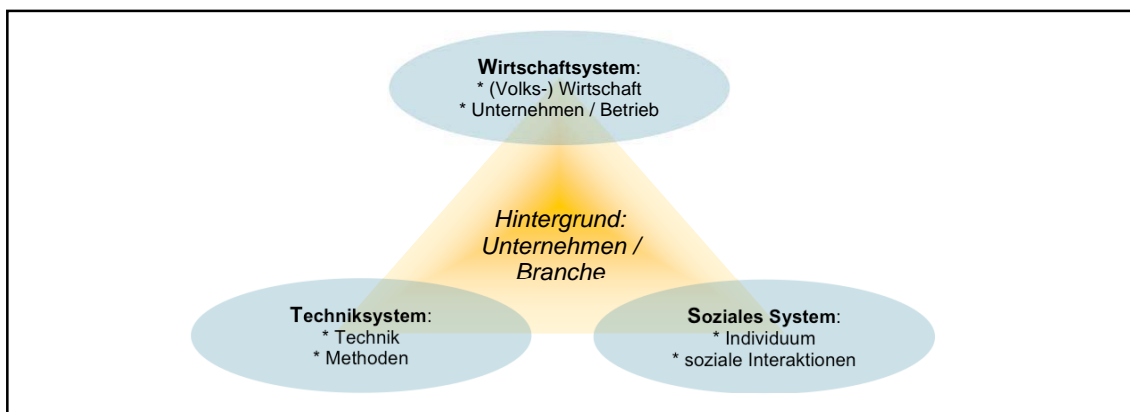 Wirtschaftsystem:
* (Volks-) Wirtschaft
* Unternehmen / Betrieb
Hintergrund:
Unternehmen /
Branche
Techniksystem:
* Technik
* Methoden
Soziales System:
* Individuum
* soziale Interaktionen